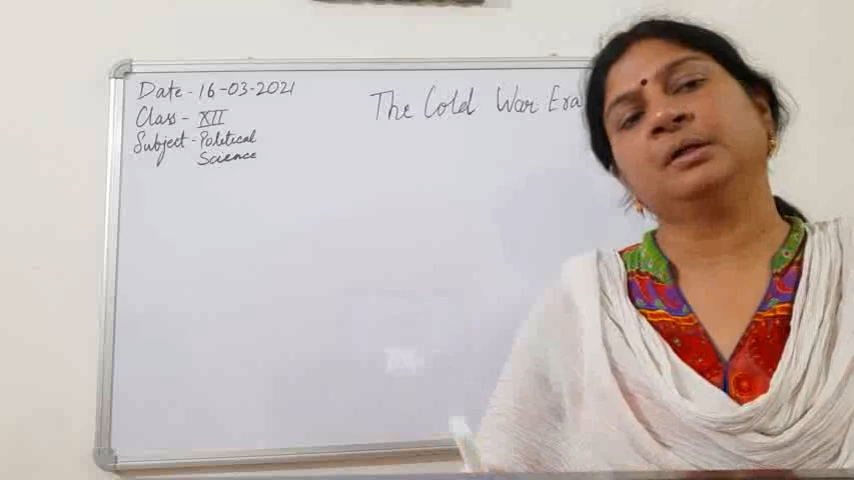 Date - 16-03-2021
The Cold War Era
Class - XII
Subject - Political
Science